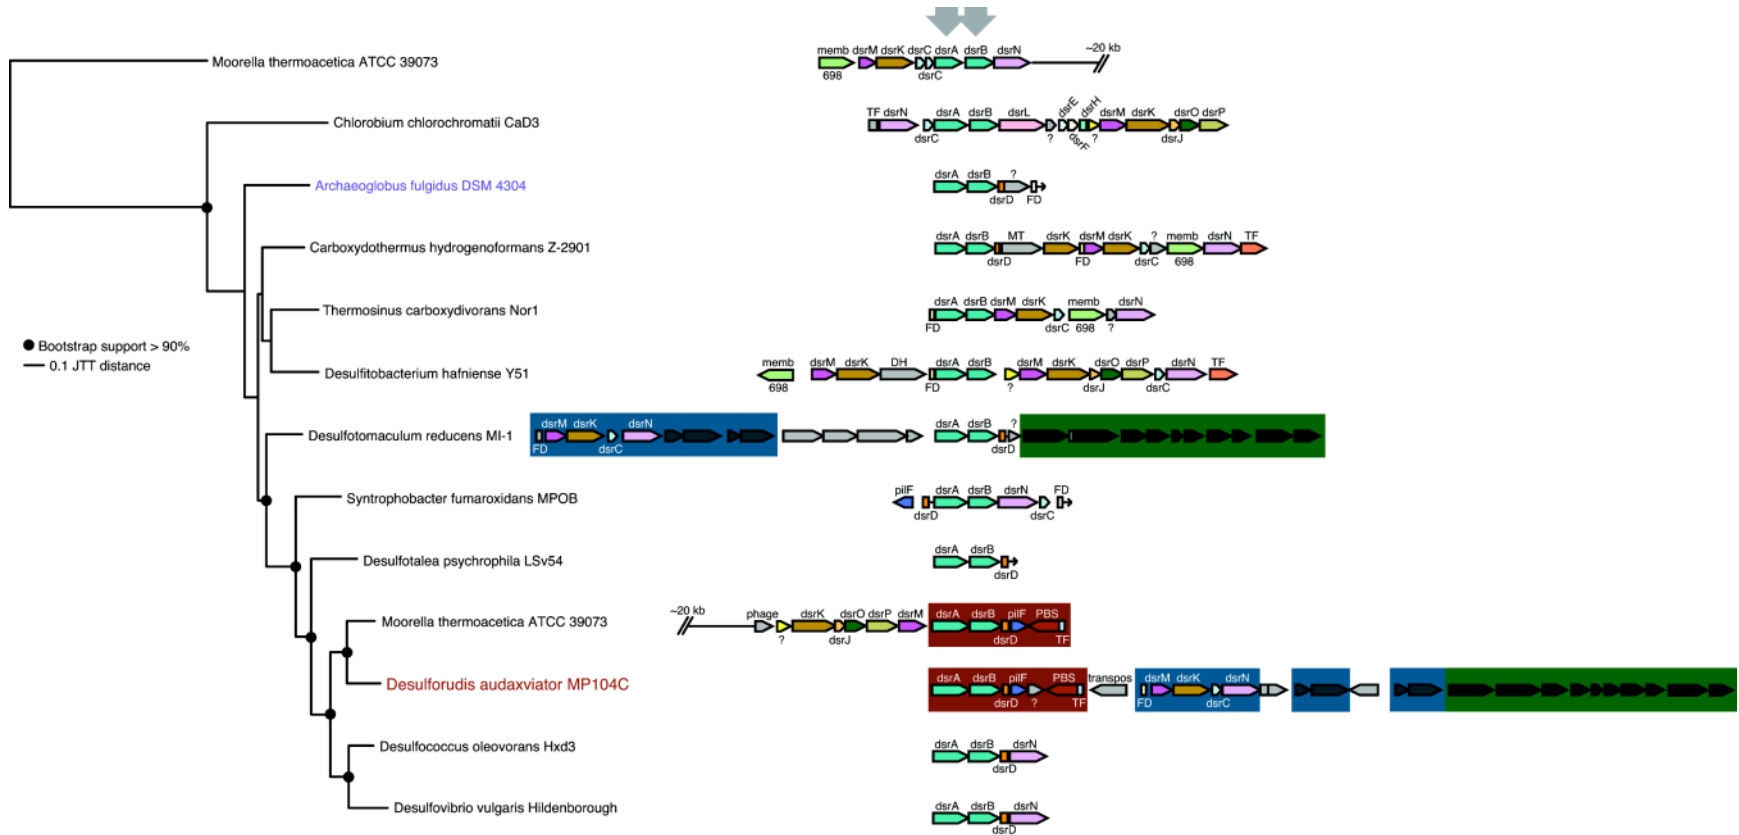 memb dsrM dsrK dsrC dsrA dsrB dsrN ~20 kb
Moorella thermoacetica ATCC 39073
698 dsrC
TF dsrN dsrA dsrB dsrL dsrE dsrH dsrM dsrK dsrO dsrP
Chlorobium chlorochromatii CaD3
dsrC ? dsrF ? dsrJ
dsrA dsrB ?
Archaeoglobus fulgidus DSM 4304
dsrD FD
dsrA dsrB MT dsrK dsrM dsrK ? memb dsrN TF
Carboxydothermus hydrogenoformans Z-2901
dsrD FD dsrC 698
dsrA dsrB dsrM dsrK memb dsrN
Thermosinus carboxydivorans Nor1
FD dsrC 698 ?
Bootstrap support > 90%
0.1 JTT distance
memb dsrM dsrK DH dsrA dsrB dsrM dsrK dsrO dsrP dsrN TF
Desulfitobacterium hafniense Y51
698 FD ? dsrJ dsrC
dsrM dsrK dsrN dsrA dsrB ?
Desulfotomaculum reducens MI-1
FD dsrC dsrD
pilF dsrA dsrB dsrN FD
Syntrophobacter fumaroxidans MPOB
dsrD dsrC
dsrA dsrB
Desulfotalea psychrophila LSv54
dsrD
~20 kb phage dsrK dsrO dsrP dsrM dsrA dsrB pilF PBS
Moorella thermoacetica ATCC 39073
? dsrJ dsrD TF
dsrA dsrB pilF PBS transpos dsrM dsrK dsrN
Desulforudis audaxviator MP104C
dsrD ? TF FD dsrC
dsrA dsrB dsrN
Desulfococcus oleovorans Hxd3
dsrD
dsrA dsrB dsrN
Desulfovibrio vulgaris Hildenborough
dsrD